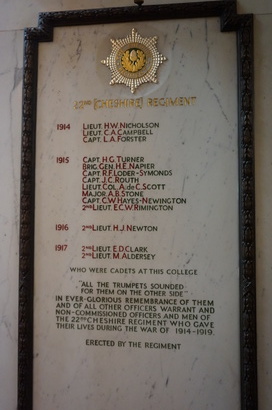 22ND (CHESHIRE) REGIMENT
1914 LIEUT. H.W. NICHOLSON
LIEUT. C.A. CAMPBELL
CAPT. L.A. FORSTER
1915 CAPT. H.G. TURNER
BRIG. GEN. H.E. NAPIER
CAPT. R.F. LODER-SYMONDS
CAPT. J.C. ROUTH
LIEUT. COL. A. de C. SCOTT
MAJOR. A.B. STONE
CAPT. C.W. HAYES-NEWINGTON
2ND LIEUT. E.C.W. RIMINGTON
1916 2ND LIEUT. H.J. NEWTON
1917 2ND LIEUT. E.D. CLARK
2ND LIEUT. M. ALDERSEY
WHO WERE CADETS AT THIS COLLEGE
"ALL THE TRUMPETS SOUNDED
FOR THEM ON THE OTHER SIDE"
IN EVER-GLORIOUS REMEMBRANCE OF THEM
AND OF ALL OTHER OFFICERS WARRANT AND
NON-COMMISSIONED OFFICERS AND MEN OF
THE 22ND CHESHIRE REGIMENT WHO GAVE
THEIR LIVES DURING THE WAR OF 1914-1919.
ERECTED BY THE REGIMENT